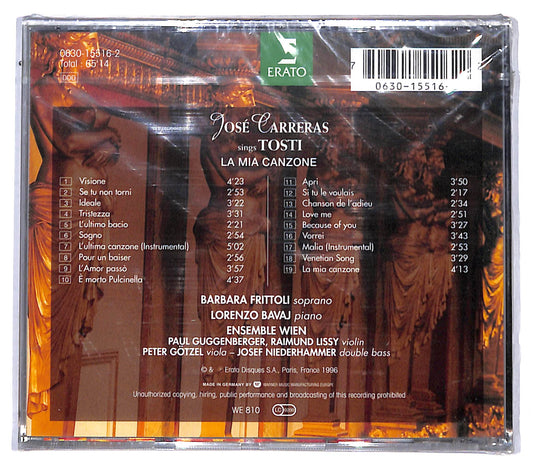 0630-15516-2
Total : 65'14
DDD
ERATO
7
0630-15516-
JOSÉ CARRERAS
sings TOSTI
LA MIA CANZONE
1 Visione 4'23
2 Se tu non torni 2'53
3 Ideale 3'22
4 Tristezza 3'31
5 L'ultimo bacio 2'21
6 Sogno 2'54
7 L'ultima canzone (Instrumental) 5'02
8 Pour un baiser 2'56
9 L'Amor passò 3'57
10 È morto Pulcinella 4'37
11 Apri 3'50
12 Si tu le voulais 2'17
13 Chanson de l'adieu 2'34
14 Love me 2'51
15 Because of you 3'27
16 Vorrei 3'43
17 Malia (Instrumental) 2'53
18 Venetian Song 3'29
19 La mia canzone 4'13
BARBARA FRITTOLI soprano
LORENZO BAVAJ piano
ENSEMBLE WIEN
PAUL GUGGENBERGER, RAIMUND LISSY violin
PETER GÖTZEL viola – JOSEF NIEDERHAMMER double bass
© & ℗ Erato Disques S.A., Paris, France 1996
MADE IN GERMANY BY WARNER MUSIC MANUFACTURING EUROPE
Unauthorized copying, hiring, public performance and broadcasting of this recording prohibited
WE 810